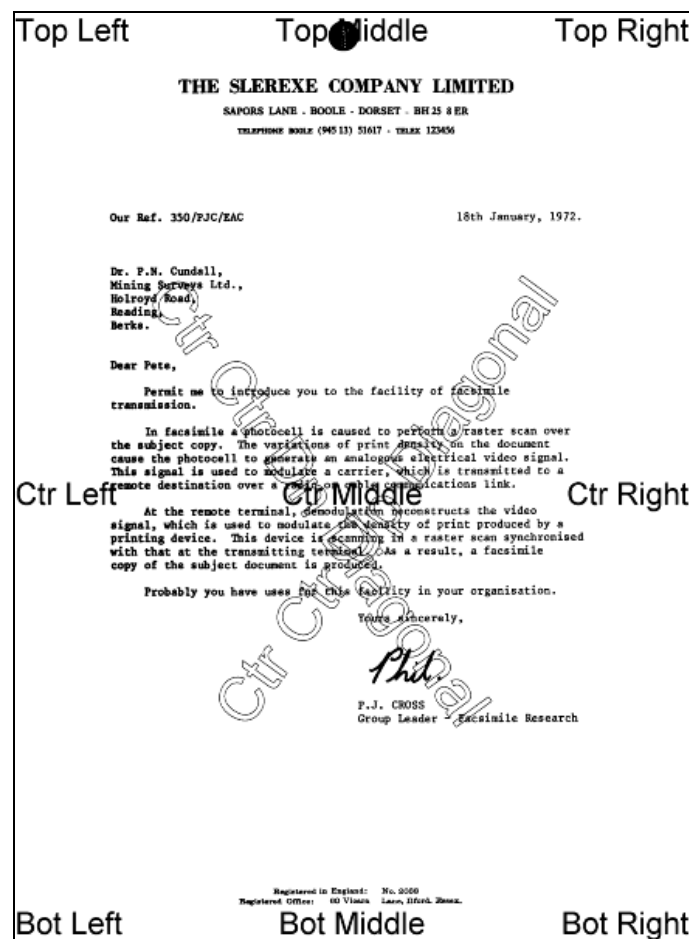 Top Left Top Middle Top Right
THE SLEREXE COMPANY LIMITED
SAPORS LANE - BOOLE - DORSET - BH 25 8 ER
TELEPHONE BOOLE (945 13) 51617 - TELEX 123456
Our Ref. 350/PJC/EAC 18th January, 1972.
Dr. P.N. Cundall,
Mining Surveys Ltd.,
Holroyd Road,
Reading,
Berks.
Dear Pete,
Permit me to introduce you to the facility of facsimile
transmission.
In facsimile a photocell is caused to perform a raster scan over
the subject copy. The variations of print density on the document
cause the photocell to generate an analogous electrical video signal.
This signal is used to modulate a carrier, which is transmitted to a
remote destination over a radio or cable communications link.
Ctr Left Ctr Middle Ctr Right
At the remote terminal, demodulation reconstructs the video
signal, which is used to modulate the density of print produced by a
printing device. This device is scanning in a raster scan synchronised
with that at the transmitting terminal. As a result, a facsimile
copy of the subject document is produced.
Probably you have uses for this facility in your organisation.
Yours sincerely,
Phil.
P.J. CROSS
Group Leader - Facsimile Research
Ctr Diagonal
Ctr Diagonal
Registered in England: No. 2038
Registered Office: 60 Vicara Lane, Ilford. Essex.
Bot Left Bot Middle Bot Right